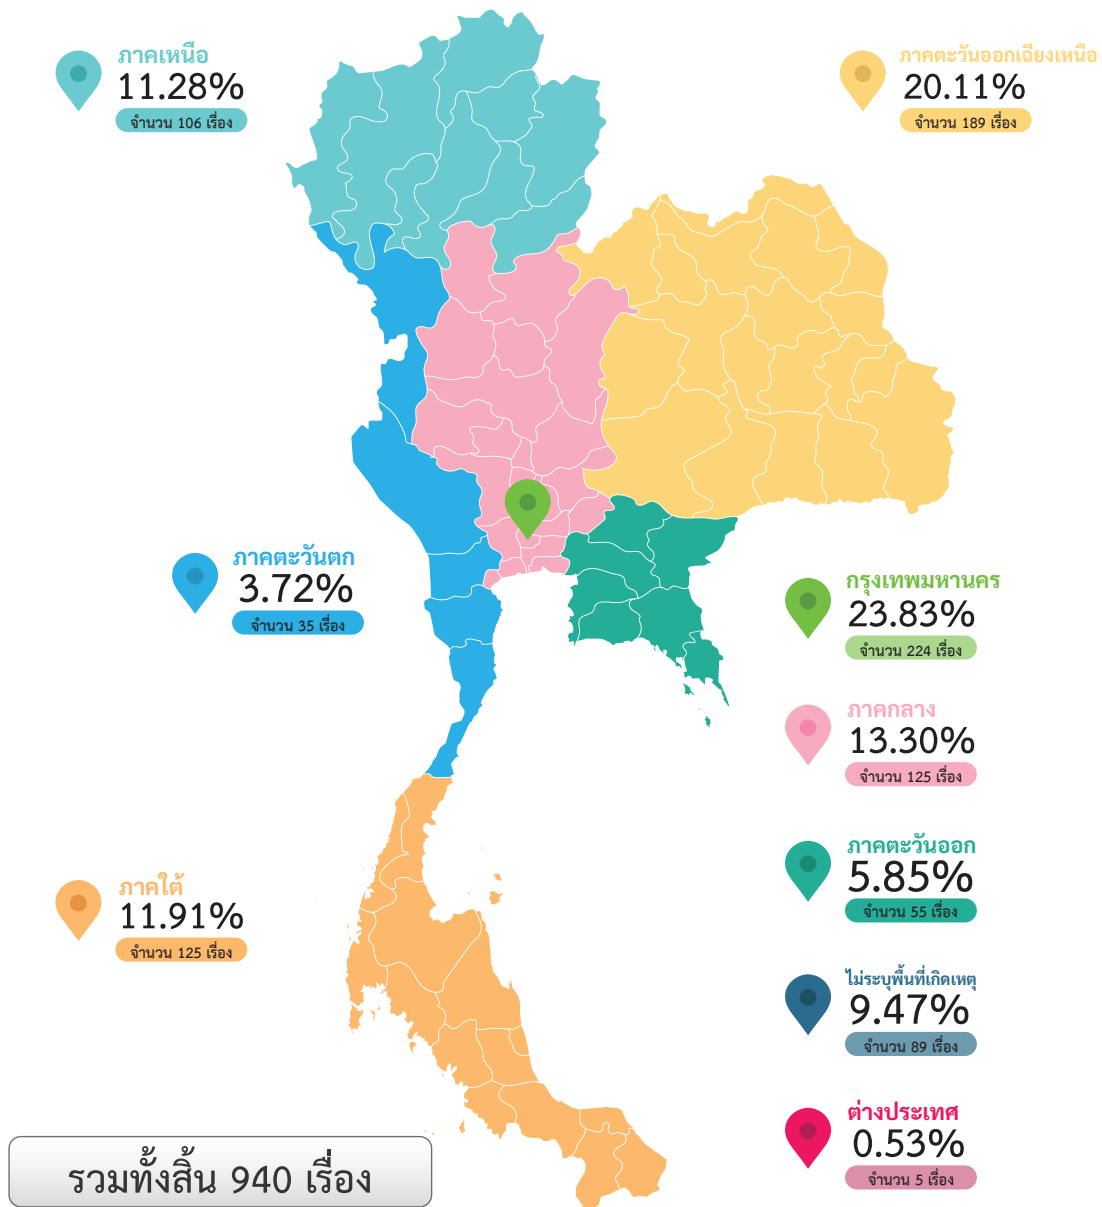 ภาคเหนือ
11.28%
จำนวน 106 เรื่อง
ภาคตะวันออกเฉียงเหนือ
20.11%
จำนวน 189 เรื่อง
ภาคตะวันตก
3.72%
จำนวน 35 เรื่อง
กรุงเทพมหานคร
23.83%
จำนวน 224 เรื่อง
ภาคกลาง
13.30%
จำนวน 125 เรื่อง
ภาคตะวันออก
5.85%
จำนวน 55 เรื่อง
ภาคใต้
11.91%
จำนวน 125 เรื่อง
ไม่ระบุพื้นที่เกิดเหตุ
9.47%
จำนวน 89 เรื่อง
ต่างประเทศ
0.53%
จำนวน 5 เรื่อง
รวมทั้งสิ้น 940 เรื่อง